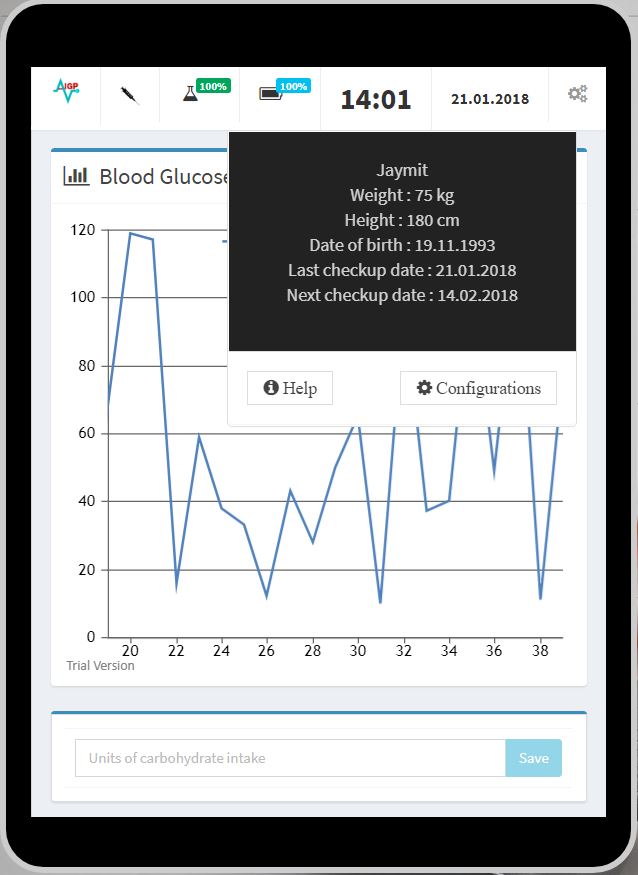 IGP
100%
100%
14:01
21.01.2018
Blood Glucose
Jaymit
Weight : 75 kg
Height : 180 cm
Date of birth : 19.11.1993
Last checkup date : 21.01.2018
Next checkup date : 14.02.2018
Help
Configurations
120
100
80
60
40
20
0
20 22 24 26 28 30 32 34 36 38
Trial Version
Units of carbohydrate intake
Save